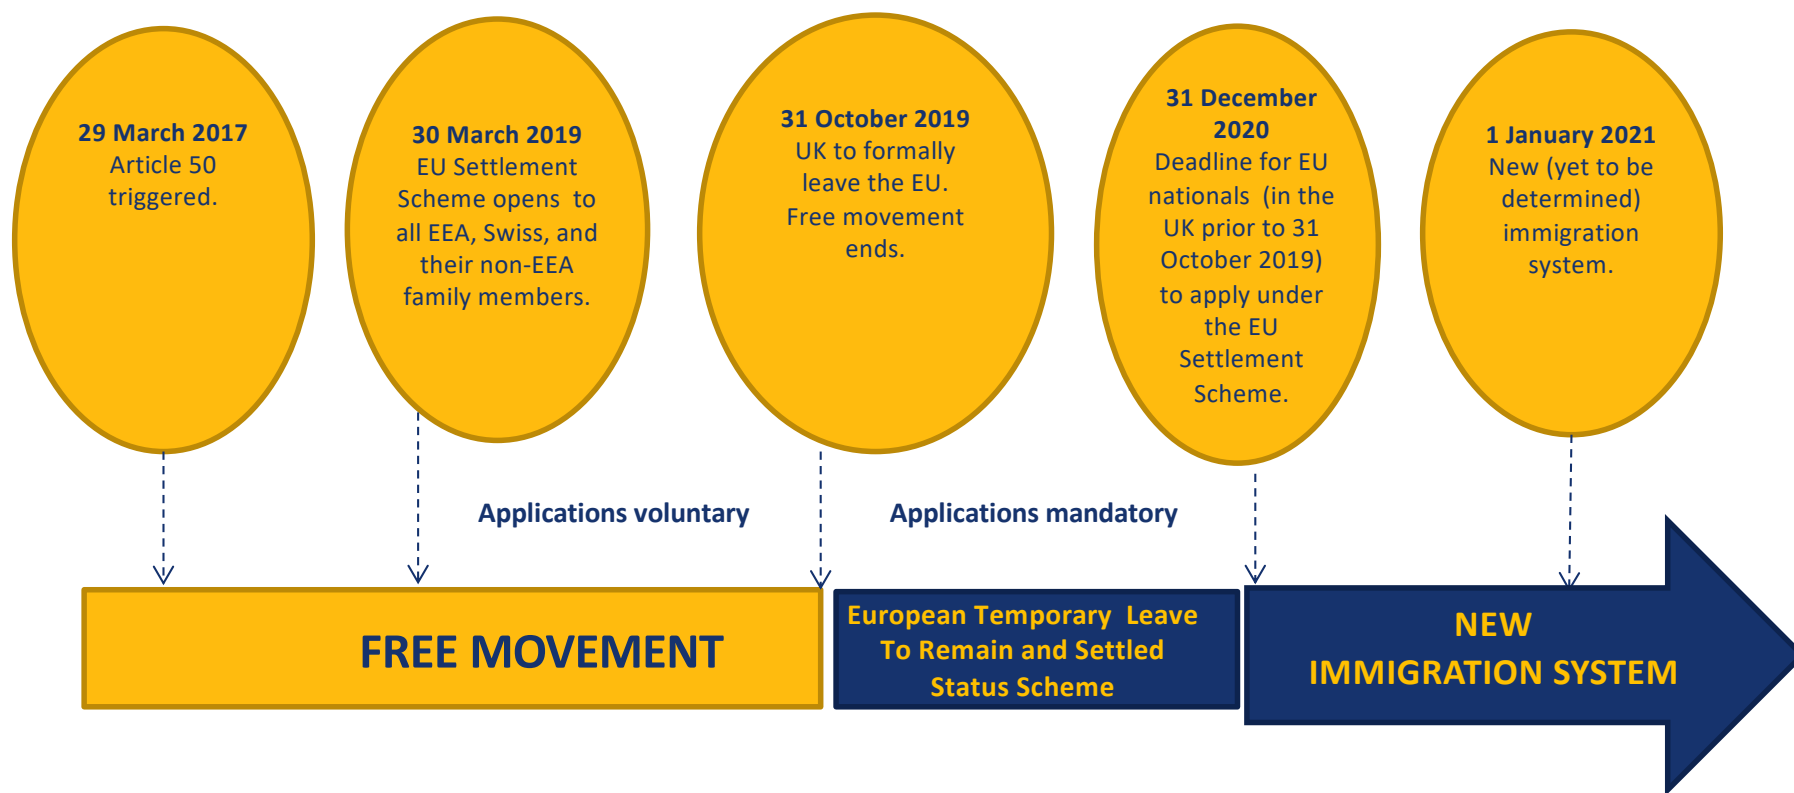 29 March 2017
Article 50
triggered.
30 March 2019
EU Settlement
Scheme opens to
all EEA, Swiss, and
their non-EEA
family members.
31 October 2019
UK to formally
leave the EU.
Free movement
ends.
31 December
2020
Deadline for EU
nationals (in the
UK prior to 31
October 2019)
to apply under
the EU
Settlement
Scheme.
1 January 2021
New (yet to be
determined)
immigration
system.
Applications voluntary
Applications mandatory
FREE MOVEMENT
European Temporary Leave
To Remain and Settled
Status Scheme
NEW
IMMIGRATION SYSTEM